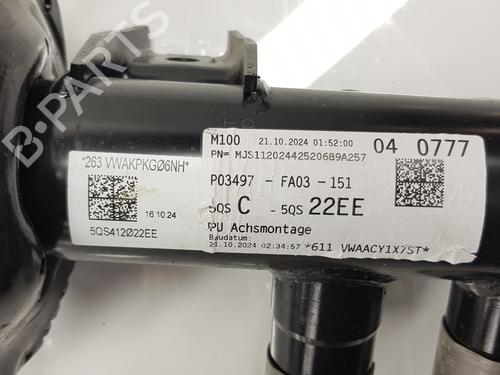 *263 VWAKPKGØ6NH*
16 10.24
5QS412Ø22EE
M100 21.10.2024 01:52:00 04 0777
PN= MJS11202442520689A257
P03497 - FA03 - 151
5QS C - 5QS 22EE
PU Achsmontage
Baudatum:
21.10.2024 02:34:57 *611 VWAACY1X7ST*
B-PARTS